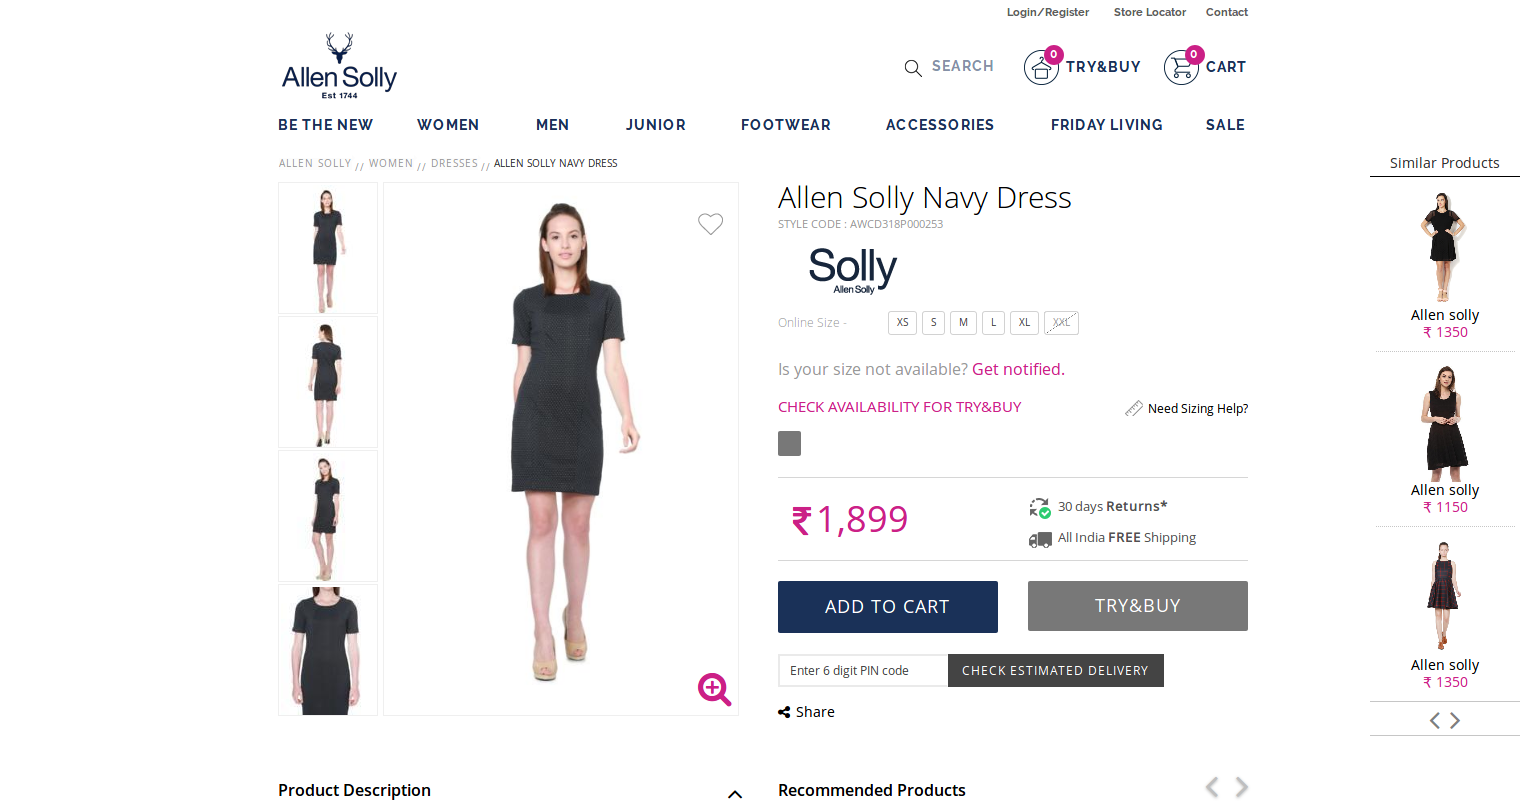 Login/Register Store Locator Contact
Allen Solly
Est 1744
SEARCH 0 TRY&BUY 0 CART
BE THE NEW WOMEN MEN JUNIOR FOOTWEAR ACCESSORIES FRIDAY LIVING SALE
ALLEN SOLLY // WOMEN // DRESSES // ALLEN SOLLY NAVY DRESS
Allen Solly Navy Dress
STYLE CODE : AWCD318P000253
Solly
Allen Solly
Online Size - XS S M L XL XXL
Is your size not available? Get notified.
CHECK AVAILABILITY FOR TRY&BUY Need Sizing Help?
₹ 1,899
30 days Returns*
All India FREE Shipping
ADD TO CART TRY&BUY
Enter 6 digit PIN code CHECK ESTIMATED DELIVERY
Share
Similar Products
Allen solly
₹ 1350
Allen solly
₹ 1150
Allen solly
₹ 1350
Product Description Recommended Products